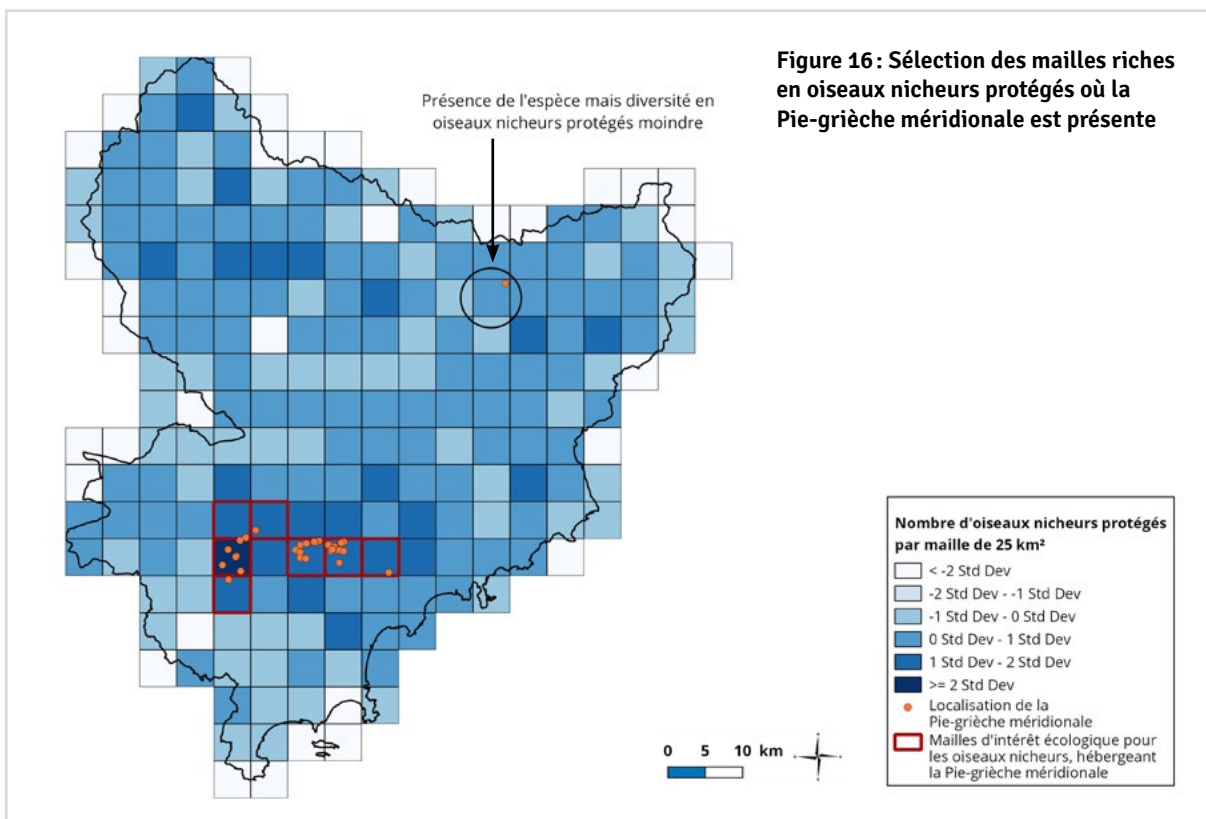 Figure 16 : Sélection des mailles riches
en oiseaux nicheurs protégés où la
Pie-grièche méridionale est présente
Présence de l'espèce mais diversité en
oiseaux nicheurs protégés moindre
Nombre d'oiseaux nicheurs protégés
par maille de 25 km²
< -2 Std Dev
-2 Std Dev - -1 Std Dev
-1 Std Dev - 0 Std Dev
0 Std Dev - 1 Std Dev
1 Std Dev - 2 Std Dev
>= 2 Std Dev
Localisation de la
Pie-grièche méridionale
Mailles d'intérêt écologique pour
les oiseaux nicheurs, hébergeant
la Pie-grièche méridionale
0 5 10 km